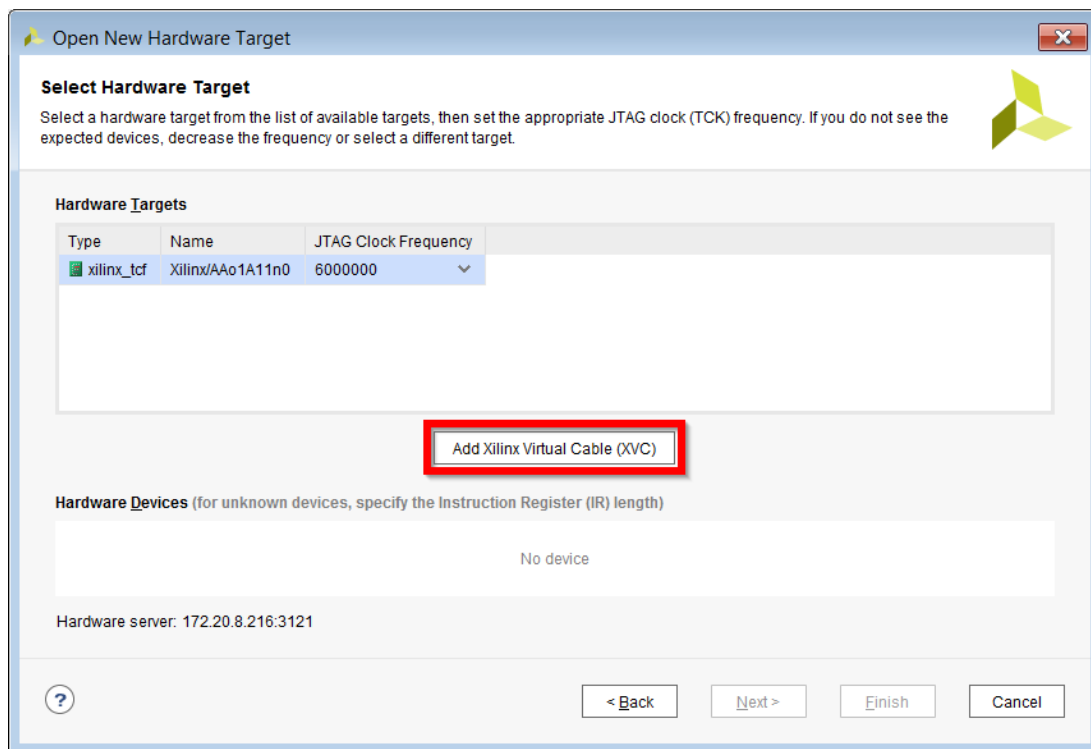 Open New Hardware Target
Select Hardware Target
Select a hardware target from the list of available targets, then set the appropriate JTAG clock (TCK) frequency. If you do not see the
expected devices, decrease the frequency or select a different target.
Hardware Targets
Type Name JTAG Clock Frequency
xilinx_tcf Xilinx/AAo1A11n0 6000000
Add Xilinx Virtual Cable (XVC)
Hardware Devices (for unknown devices, specify the Instruction Register (IR) length)
No device
Hardware server: 172.20.8.216:3121
? < Back Next > Finish Cancel